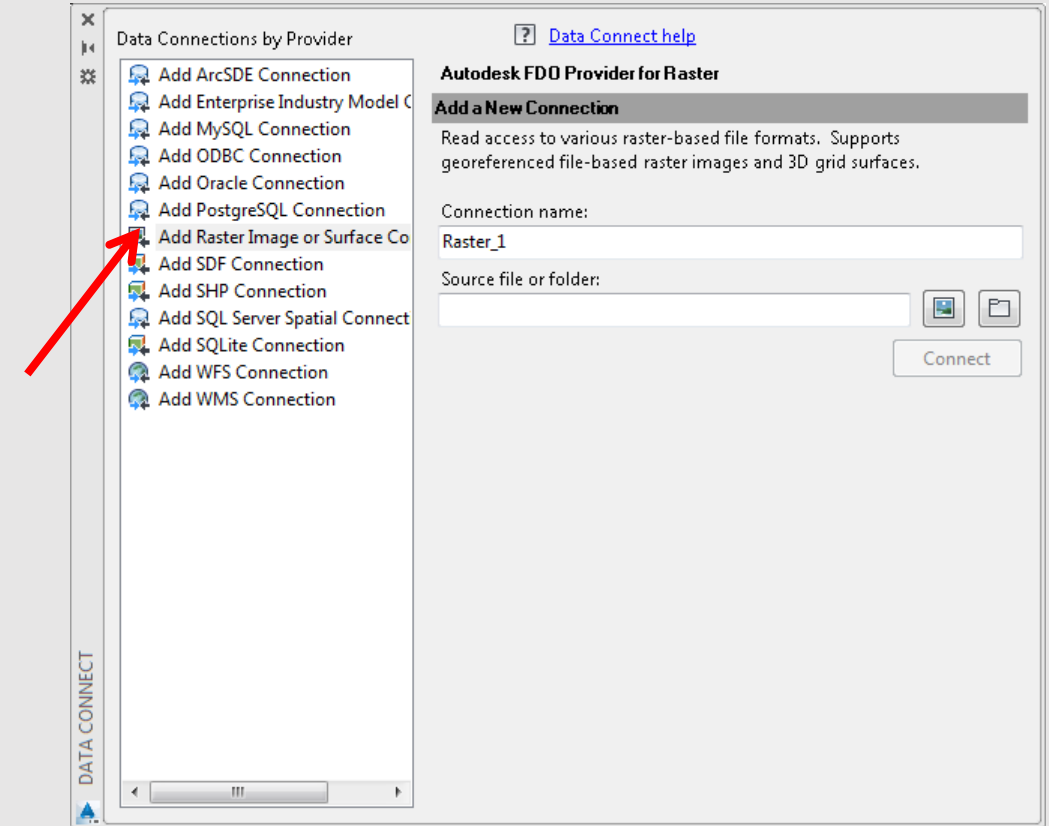 Data Connections by Provider
Add ArcSDE Connection
Add Enterprise Industry Model C
Add MySQL Connection
Add ODBC Connection
Add Oracle Connection
Add PostgreSQL Connection
Add Raster Image or Surface Co
Add SDF Connection
Add SHP Connection
Add SQL Server Spatial Connect
Add SQLite Connection
Add WFS Connection
Add WMS Connection
? Data Connect help
Autodesk FDO Provider for Raster
Add a New Connection
Read access to various raster-based file formats. Supports
georeferenced file-based raster images and 3D grid surfaces.
Connection name:
Raster_1
Source file or folder:
Connect
DATA CONNECT